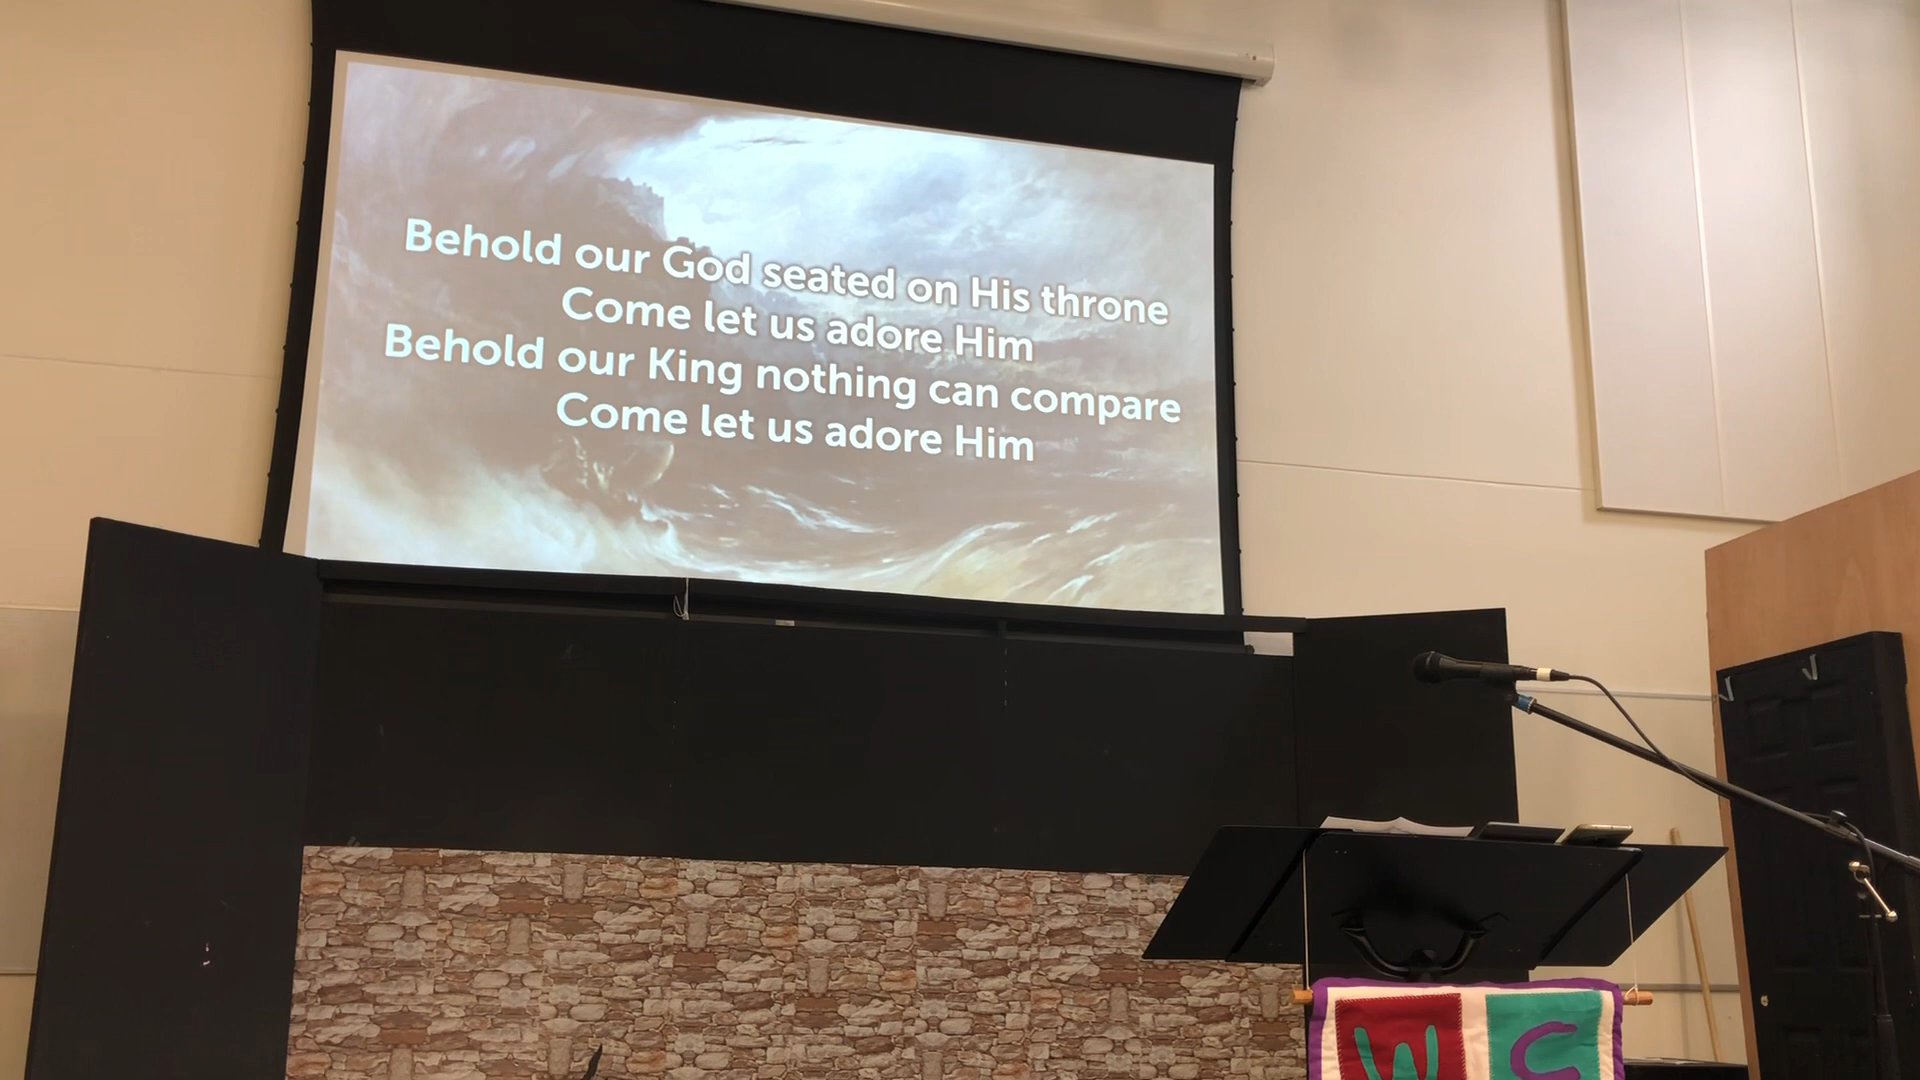 Behold our God seated on His throne
Come let us adore Him
Behold our King nothing can compare
Come let us adore Him
W C